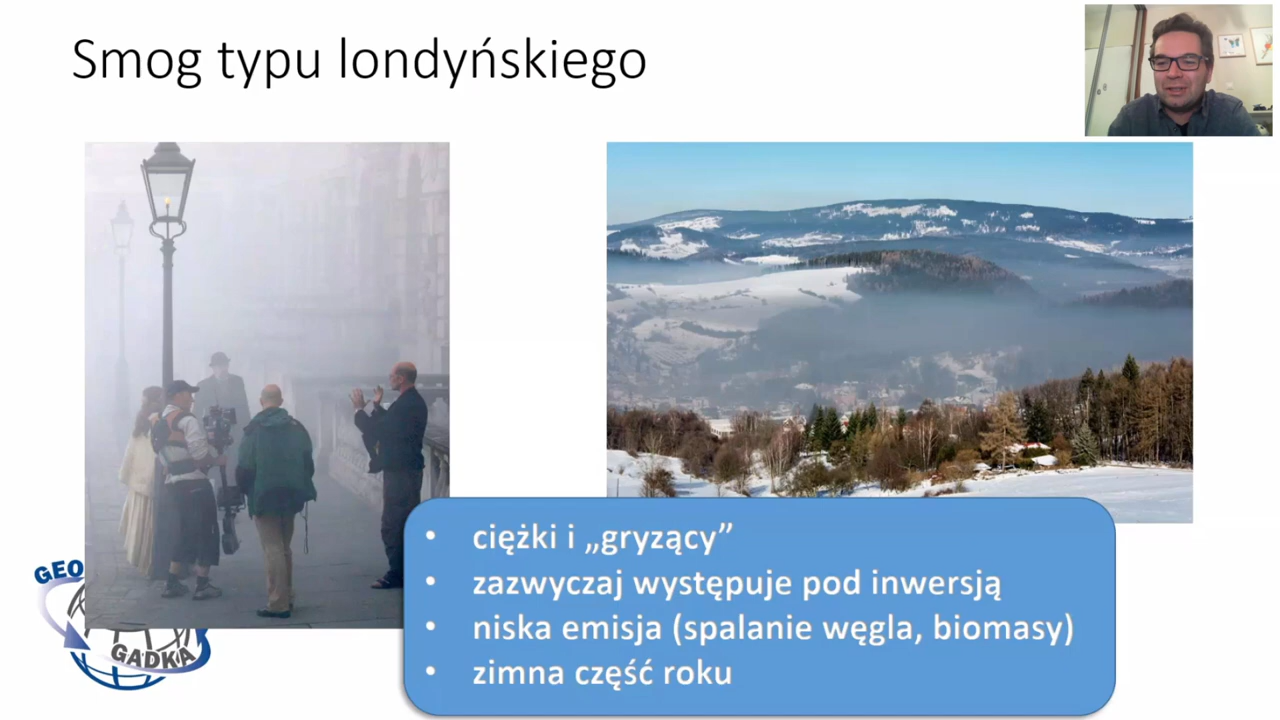 Smog typu londyńskiego
• ciężki i „gryzący”
• zazwyczaj występuje pod inwersją
• niska emisja (spalanie węgla, biomasy)
• zimna część roku
GEO
GADKA